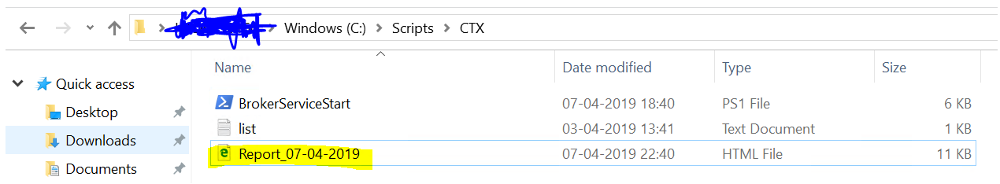 Windows (C:) > Scripts > CTX
Name Date modified Type Size
Quick access
Desktop
Downloads
Documents
BrokerServiceStart 07-04-2019 18:40 PS1 File 6 KB
list 03-04-2019 13:41 Text Document 1 KB
Report_07-04-2019 07-04-2019 22:40 HTML File 11 KB